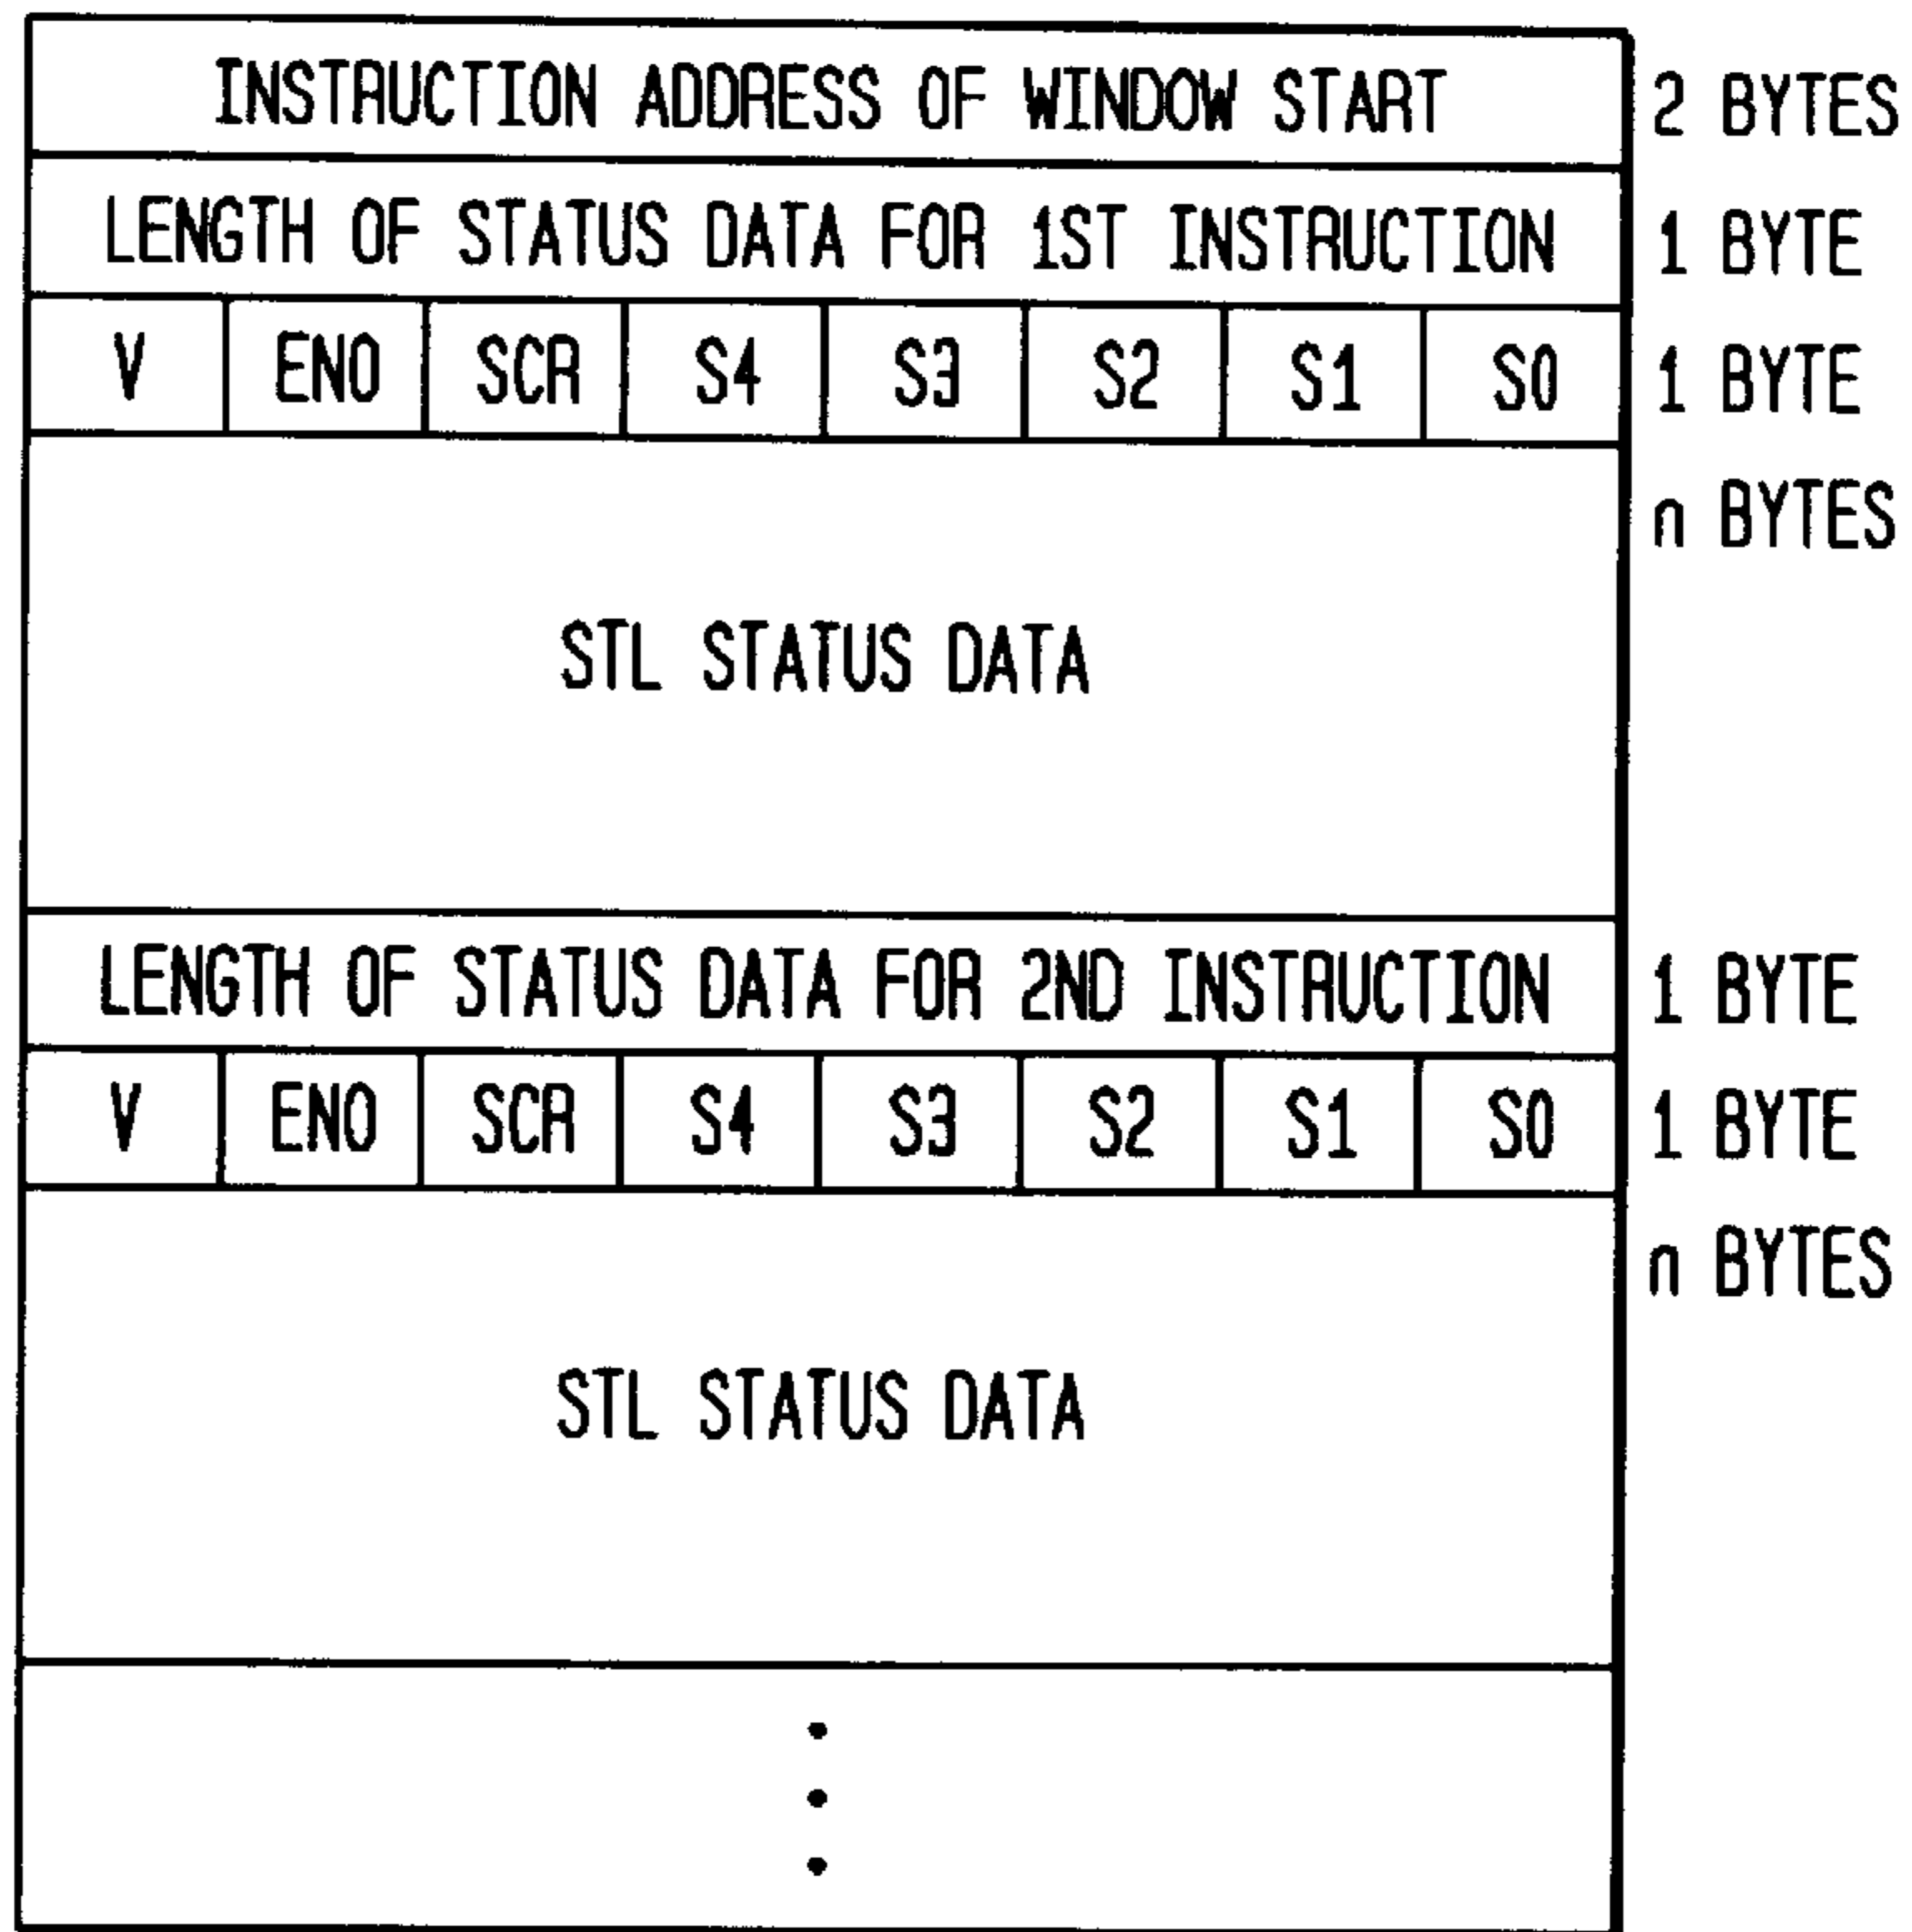 INSTRUCTION ADDRESS OF WINDOW START 2 BYTES
LENGTH OF STATUS DATA FOR 1ST INSTRUCTION 1 BYTE
V ENO SCR S4 S3 S2 S1 S0 1 BYTE
n BYTES
STL STATUS DATA
LENGTH OF STATUS DATA FOR 2ND INSTRUCTION 1 BYTE
V ENO SCR S4 S3 S2 S1 S0 1 BYTE
n BYTES
STL STATUS DATA